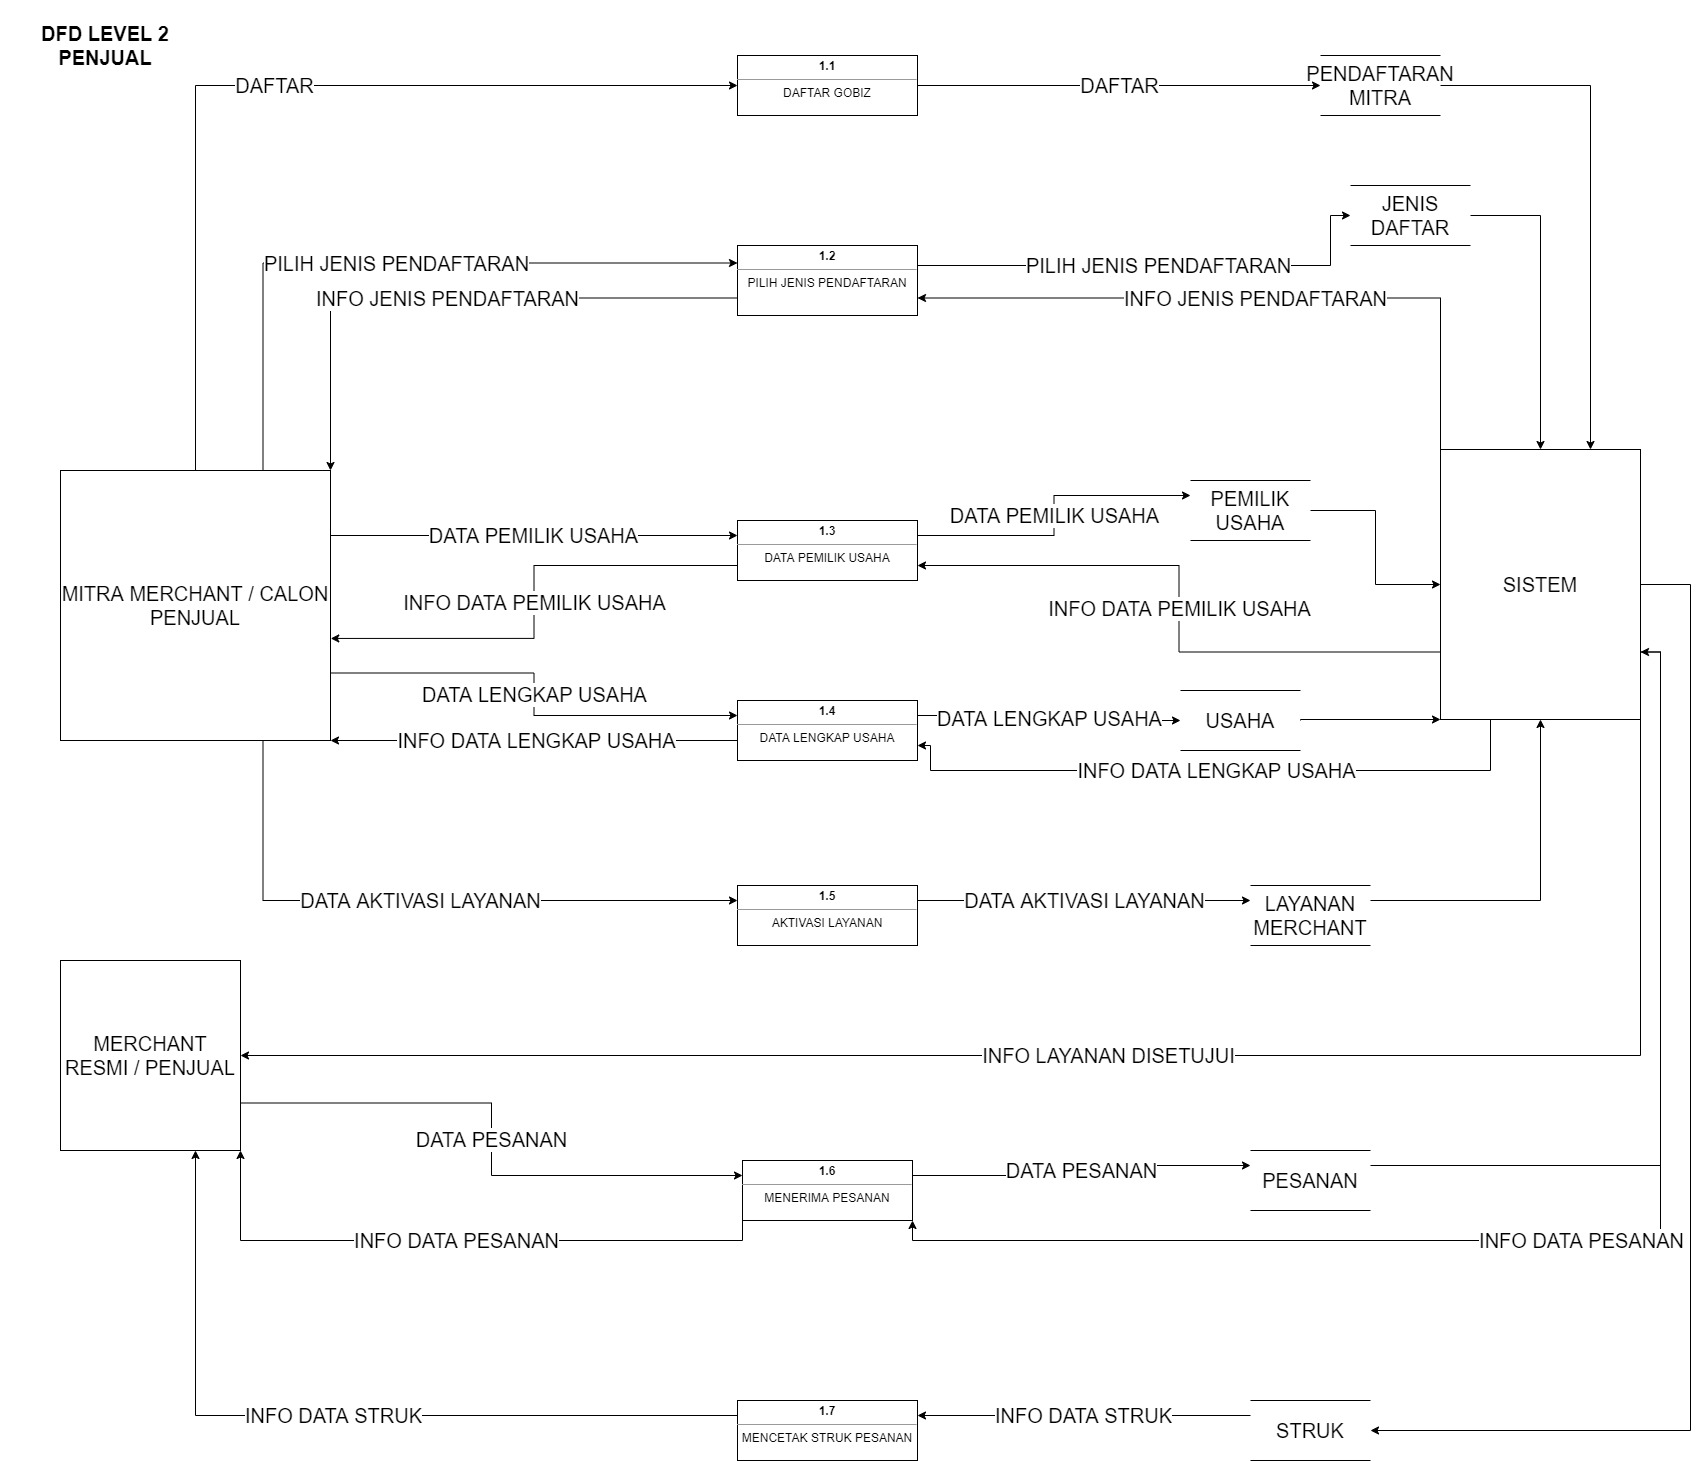 DFD LEVEL 2
PENJUAL
1.1
DAFTAR
DAFTAR GOBIZ
DAFTAR
PENDAFTARAN
MITRA
JENIS
DAFTAR
1.2
PILIH JENIS PENDAFTARAN
PILIH JENIS PENDAFTARAN
PILIH JENIS PENDAFTARAN
INFO JENIS PENDAFTARAN
INFO JENIS PENDAFTARAN
PEMILIK
USAHA
1.3
DATA PEMILIK USAHA
DATA PEMILIK USAHA
DATA PEMILIK USAHA
MITRA MERCHANT / CALON
PENJUAL
INFO DATA PEMILIK USAHA
INFO DATA PEMILIK USAHA
SISTEM
DATA LENGKAP USAHA
1.4
DATA LENGKAP USAHA
DATA LENGKAP USAHA
USAHA
INFO DATA LENGKAP USAHA
INFO DATA LENGKAP USAHA
1.5
DATA AKTIVASI LAYANAN
AKTIVASI LAYANAN
DATA AKTIVASI LAYANAN
LAYANAN
MERCHANT
MERCHANT
RESMI / PENJUAL
INFO LAYANAN DISETUJUI
DATA PESANAN
1.6
MENERIMA PESANAN
DATA PESANAN
PESANAN
INFO DATA PESANAN
INFO DATA PESANAN
1.7
INFO DATA STRUK
MENCETAK STRUK PESANAN
INFO DATA STRUK
STRUK